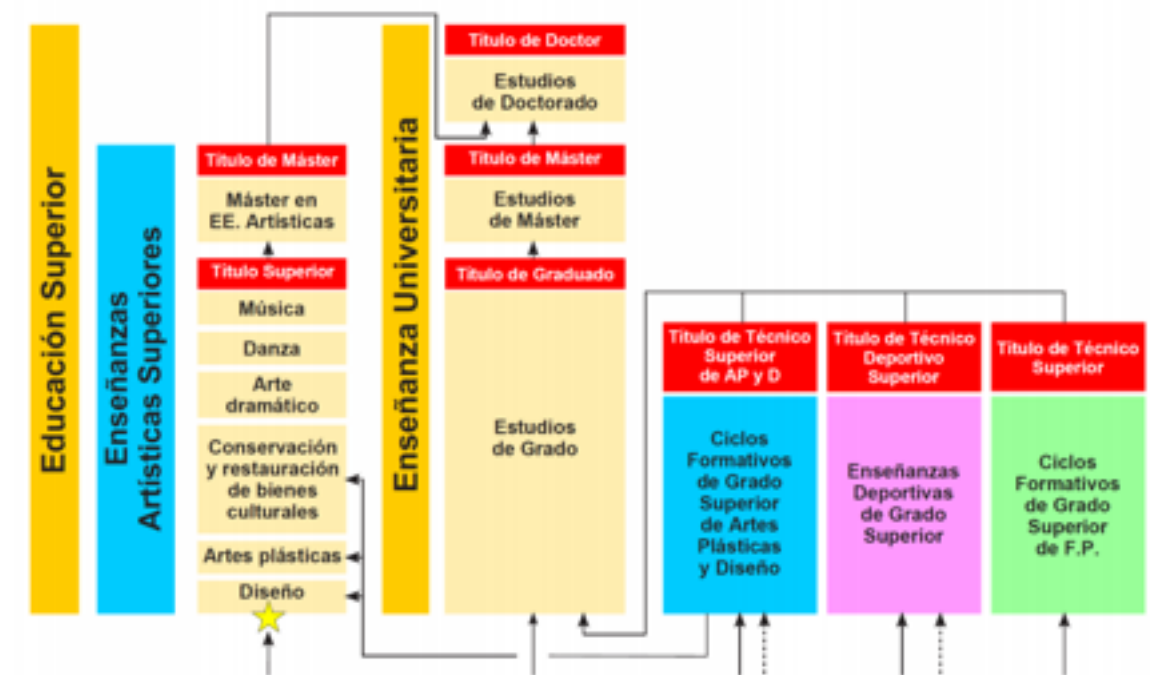 Educación Superior
Enseñanzas
Artísticas Superiores
Título de Máster
Máster en
EE. Artísticas
Título Superior
Música
Danza
Arte
dramático
Conservación
y restauración
de bienes
culturales
Artes plásticas
Diseño
Enseñanza Universitaria
Título de Doctor
Estudios
de Doctorado
Título de Máster
Estudios
de Máster
Título de Graduado
Estudios
de Grado
Título de Técnico
Superior
de AP y D
Ciclos
Formativos
de Grado
Superior
de Artes
Plásticas
y Diseño
Título de Técnico
Deportivo
Superior
Enseñanzas
Deportivas
de Grado
Superior
Título de Técnico
Superior
Ciclos
Formativos
de Grado
Superior
de F.P.